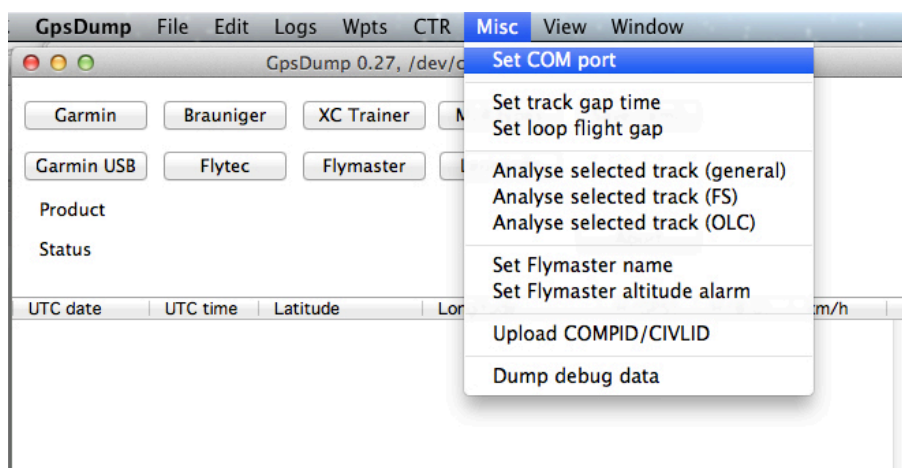 GpsDump File Edit Logs Wpts CTR Misc View Window
GpsDump 0.27, /dev/c
Set COM port
Garmin Brauniger XC Trainer
Set track gap time
Set loop flight gap
Garmin USB Flytec Flymaster
Analyse selected track (general)
Analyse selected track (FS)
Analyse selected track (OLC)
Product
Status
Set Flymaster name
Set Flymaster altitude alarm
UTC date UTC time Latitude km/h
Upload COMPID/CIVLID
Dump debug data